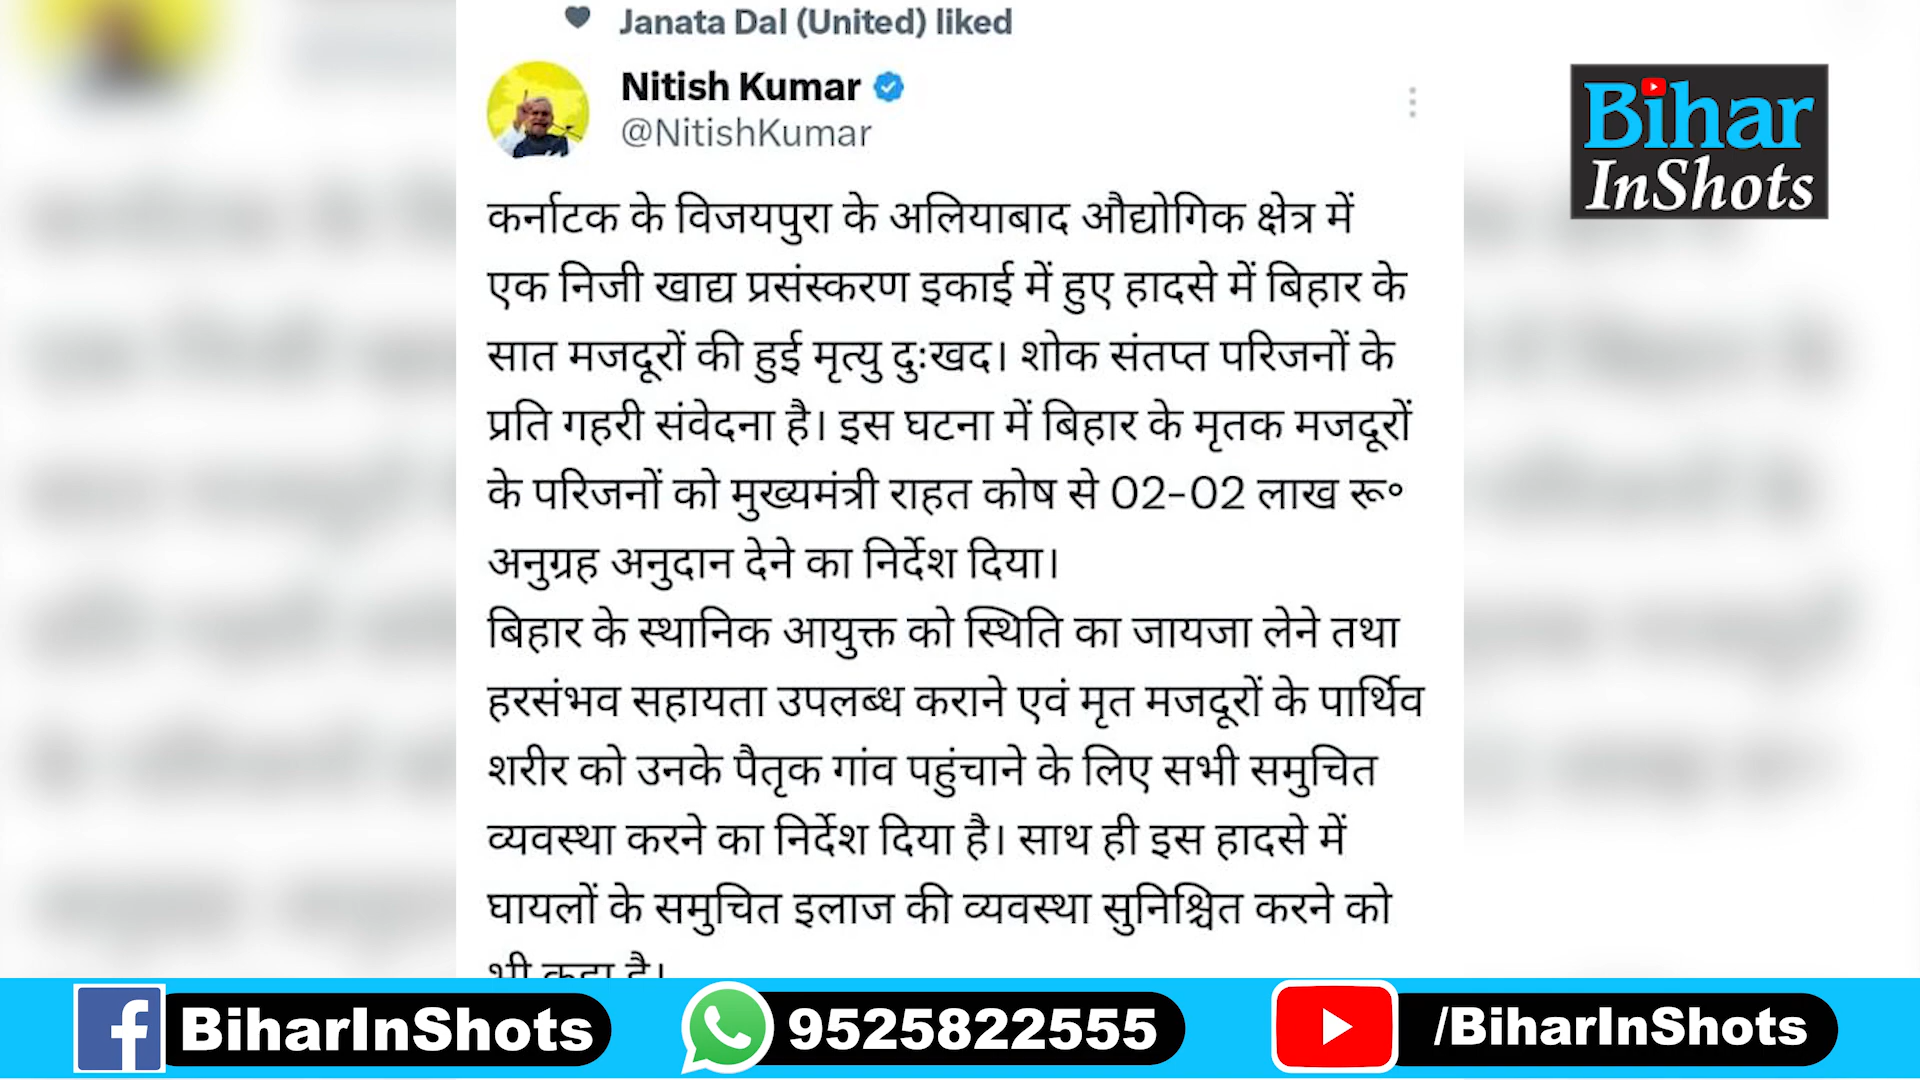 Janata Dal (United) liked
Nitish Kumar
@NitishKumar
कर्नाटक के विजयपुरा के अलियाबाद औद्योगिक क्षेत्र में
एक निजी खाद्य प्रसंस्करण इकाई में हुए हादसे में बिहार के
सात मजदूरों की हुई मृत्यु दुःखद। शोक संतप्त परिजनों के
प्रति गहरी संवेदना है। इस घटना में बिहार के मृतक मजदूरों
के परिजनों को मुख्यमंत्री राहत कोष से 02-02 लाख रू॰
अनुग्रह अनुदान देने का निर्देश दिया।
बिहार के स्थानिक आयुक्त को स्थिति का जायजा लेने तथा
हरसंभव सहायता उपलब्ध कराने एवं मृत मजदूरों के पार्थिव
शरीर को उनके पैतृक गांव पहुंचाने के लिए सभी समुचित
व्यवस्था करने का निर्देश दिया है। साथ ही इस हादसे में
घायलों के समुचित इलाज की व्यवस्था सुनिश्चित करने को
भी कहा है।
Bihar
InShots
BiharInShots
9525822555
/BiharInShots